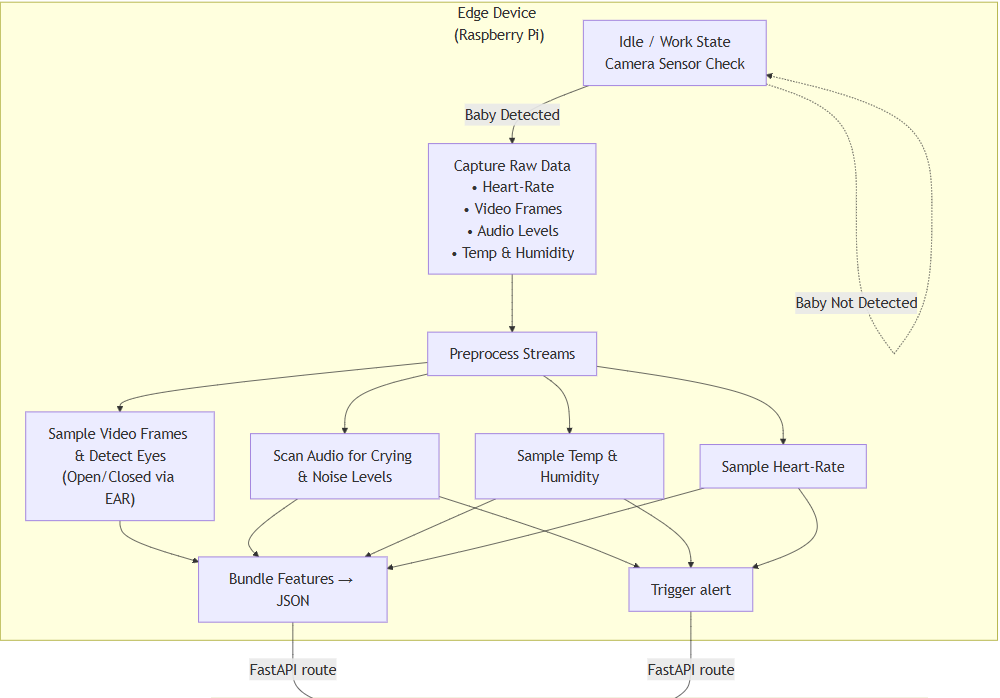 Edge Device
(Raspberry Pi)
Idle / Work State
Camera Sensor Check
Baby Detected
Capture Raw Data
• Heart-Rate
• Video Frames
• Audio Levels
• Temp & Humidity
Baby Not Detected
Preprocess Streams
Sample Video Frames
& Detect Eyes
(Open/Closed via
EAR)
Scan Audio for Crying
& Noise Levels
Sample Temp &
Humidity
Sample Heart-Rate
Bundle Features →
JSON
Trigger alert
FastAPI route
FastAPI route